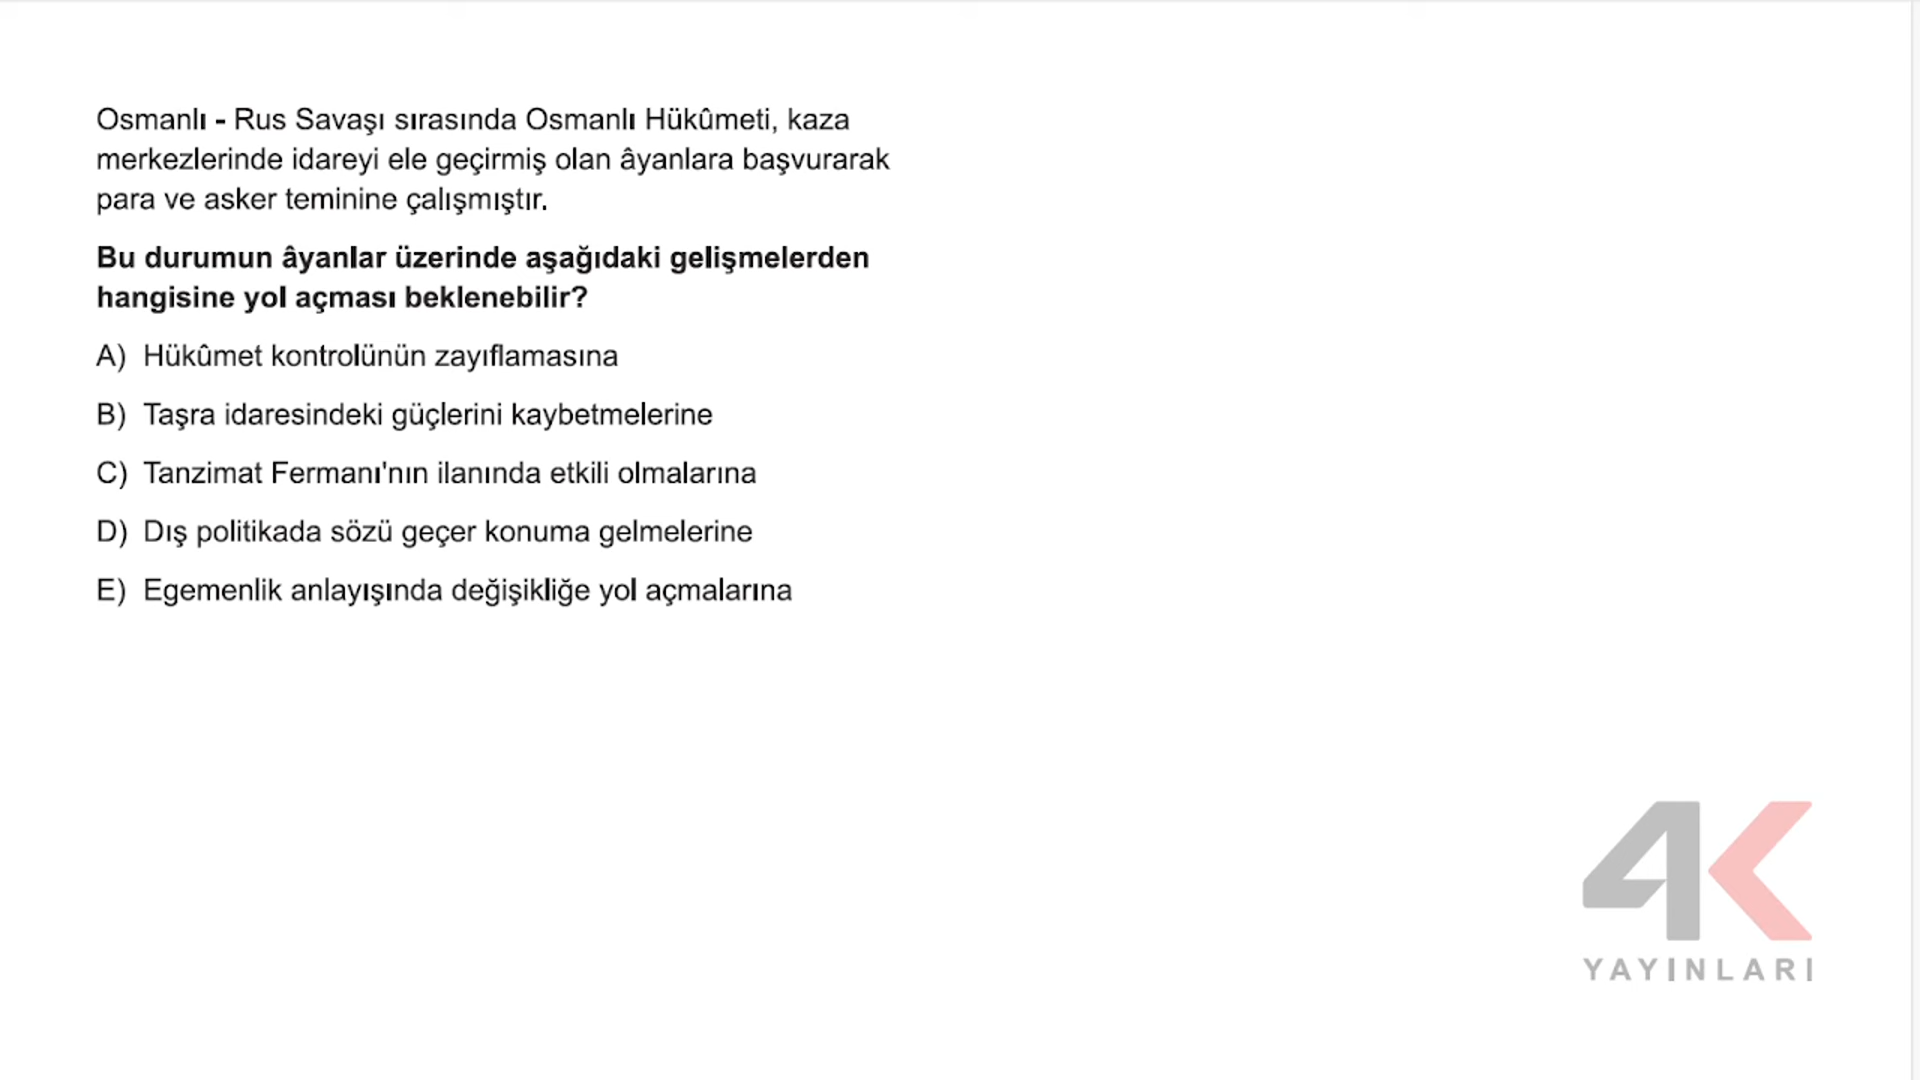 Osmanlı - Rus Savaşı sırasında Osmanlı Hükûmeti, kaza
merkezlerinde idareyi ele geçirmiş olan âyanlara başvurarak
para ve asker teminine çalışmıştır.
Bu durumun âyanlar üzerinde aşağıdaki gelişmelerden
hangisine yol açması beklenebilir?
A) Hükûmet kontrolünün zayıflamasına
B) Taşra idaresindeki güçlerini kaybetmelerine
C) Tanzimat Fermanı'nın ilanında etkili olmalarına
D) Dış politikada sözü geçer konuma gelmelerine
E) Egemenlik anlayışında değişikliğe yol açmalarına
4K
YAYINLARI